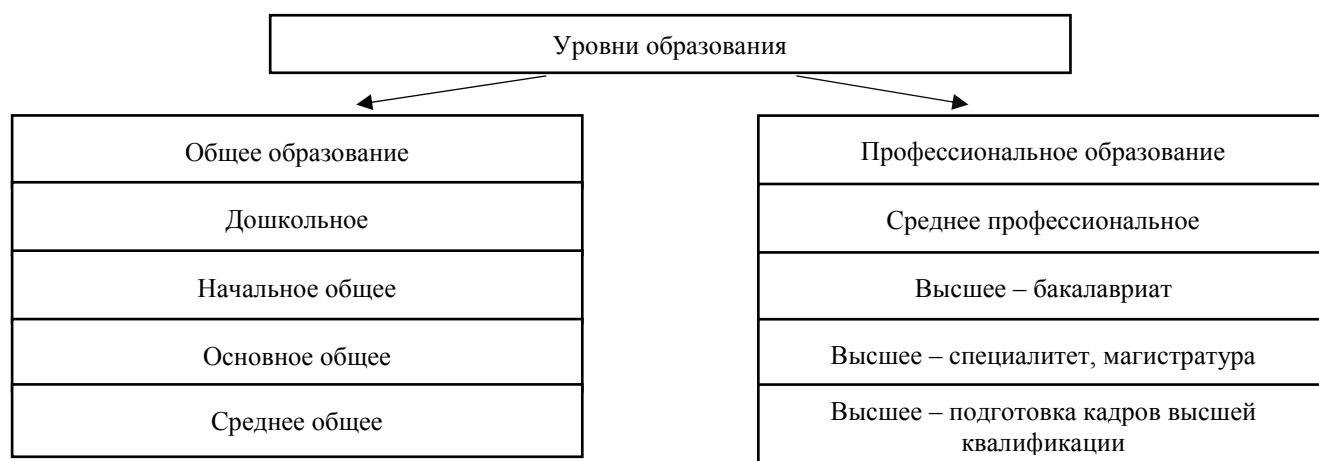 Уровни образования
Общее образование
Дошкольное
Начальное общее
Основное общее
Среднее общее
Профессиональное образование
Среднее профессиональное
Высшее – бакалавриат
Высшее – специалитет, магистратура
Высшее – подготовка кадров высшей
квалификации